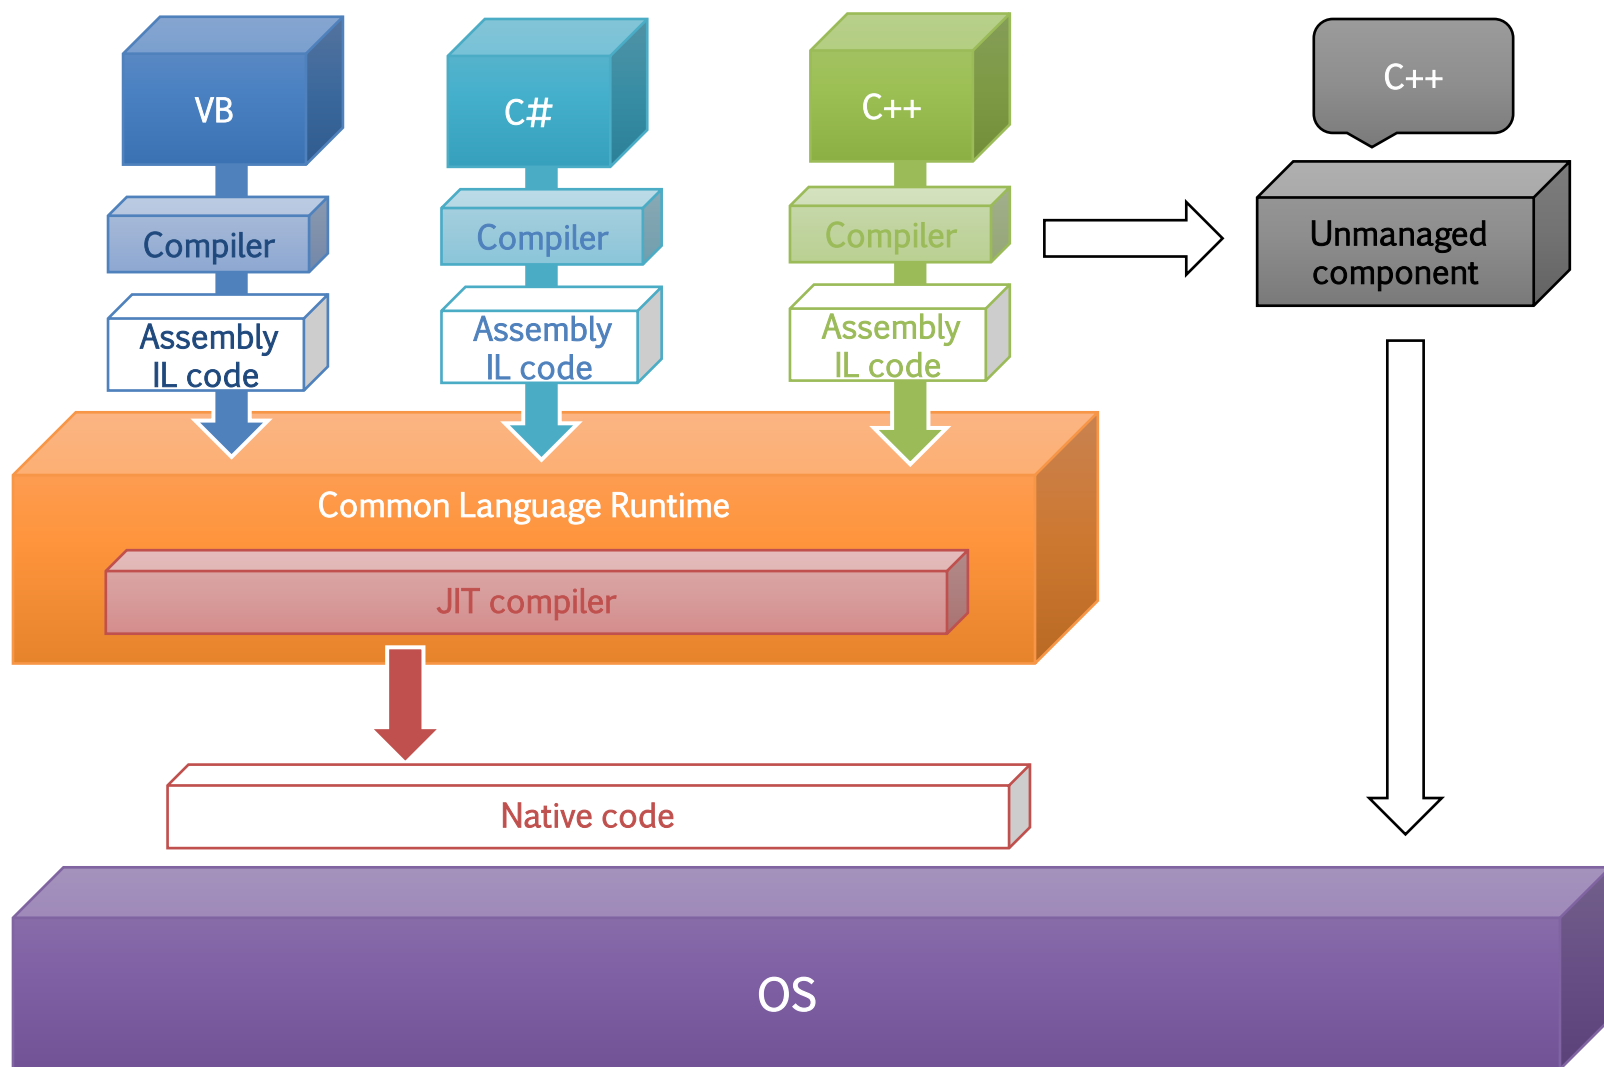 VB
C#
C++
C++
Compiler
Compiler
Compiler
Unmanaged
component
Assembly
IL code
Assembly
IL code
Assembly
IL code
Common Language Runtime
JIT compiler
Native code
OS